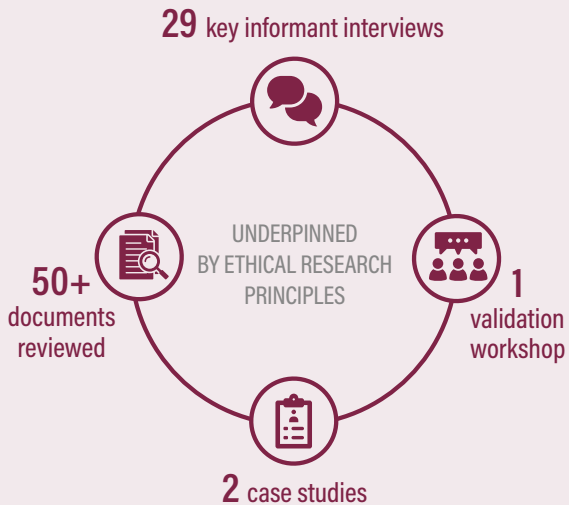 29 key informant interviews
UNDERPINNED
BY ETHICAL RESEARCH
PRINCIPLES
50+
documents
reviewed
1
validation
workshop
2 case studies